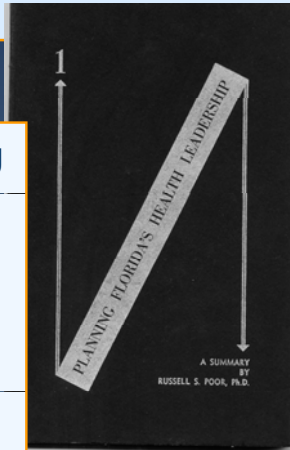 1
PLANNING FLORIDA'S HEALTH LEADERSHIP
A SUMMARY
BY
RUSSELL S. POOR, Ph.D.